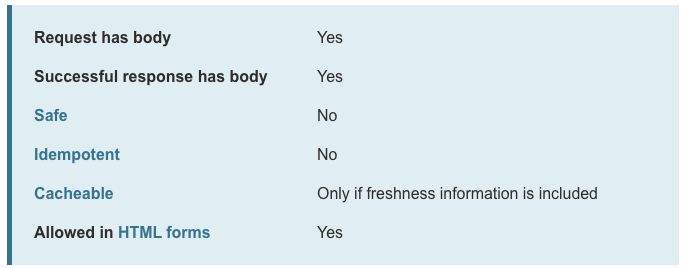 Request has body Yes
Successful response has body Yes
Safe No
Idempotent No
Cacheable Only if freshness information is included
Allowed in HTML forms Yes